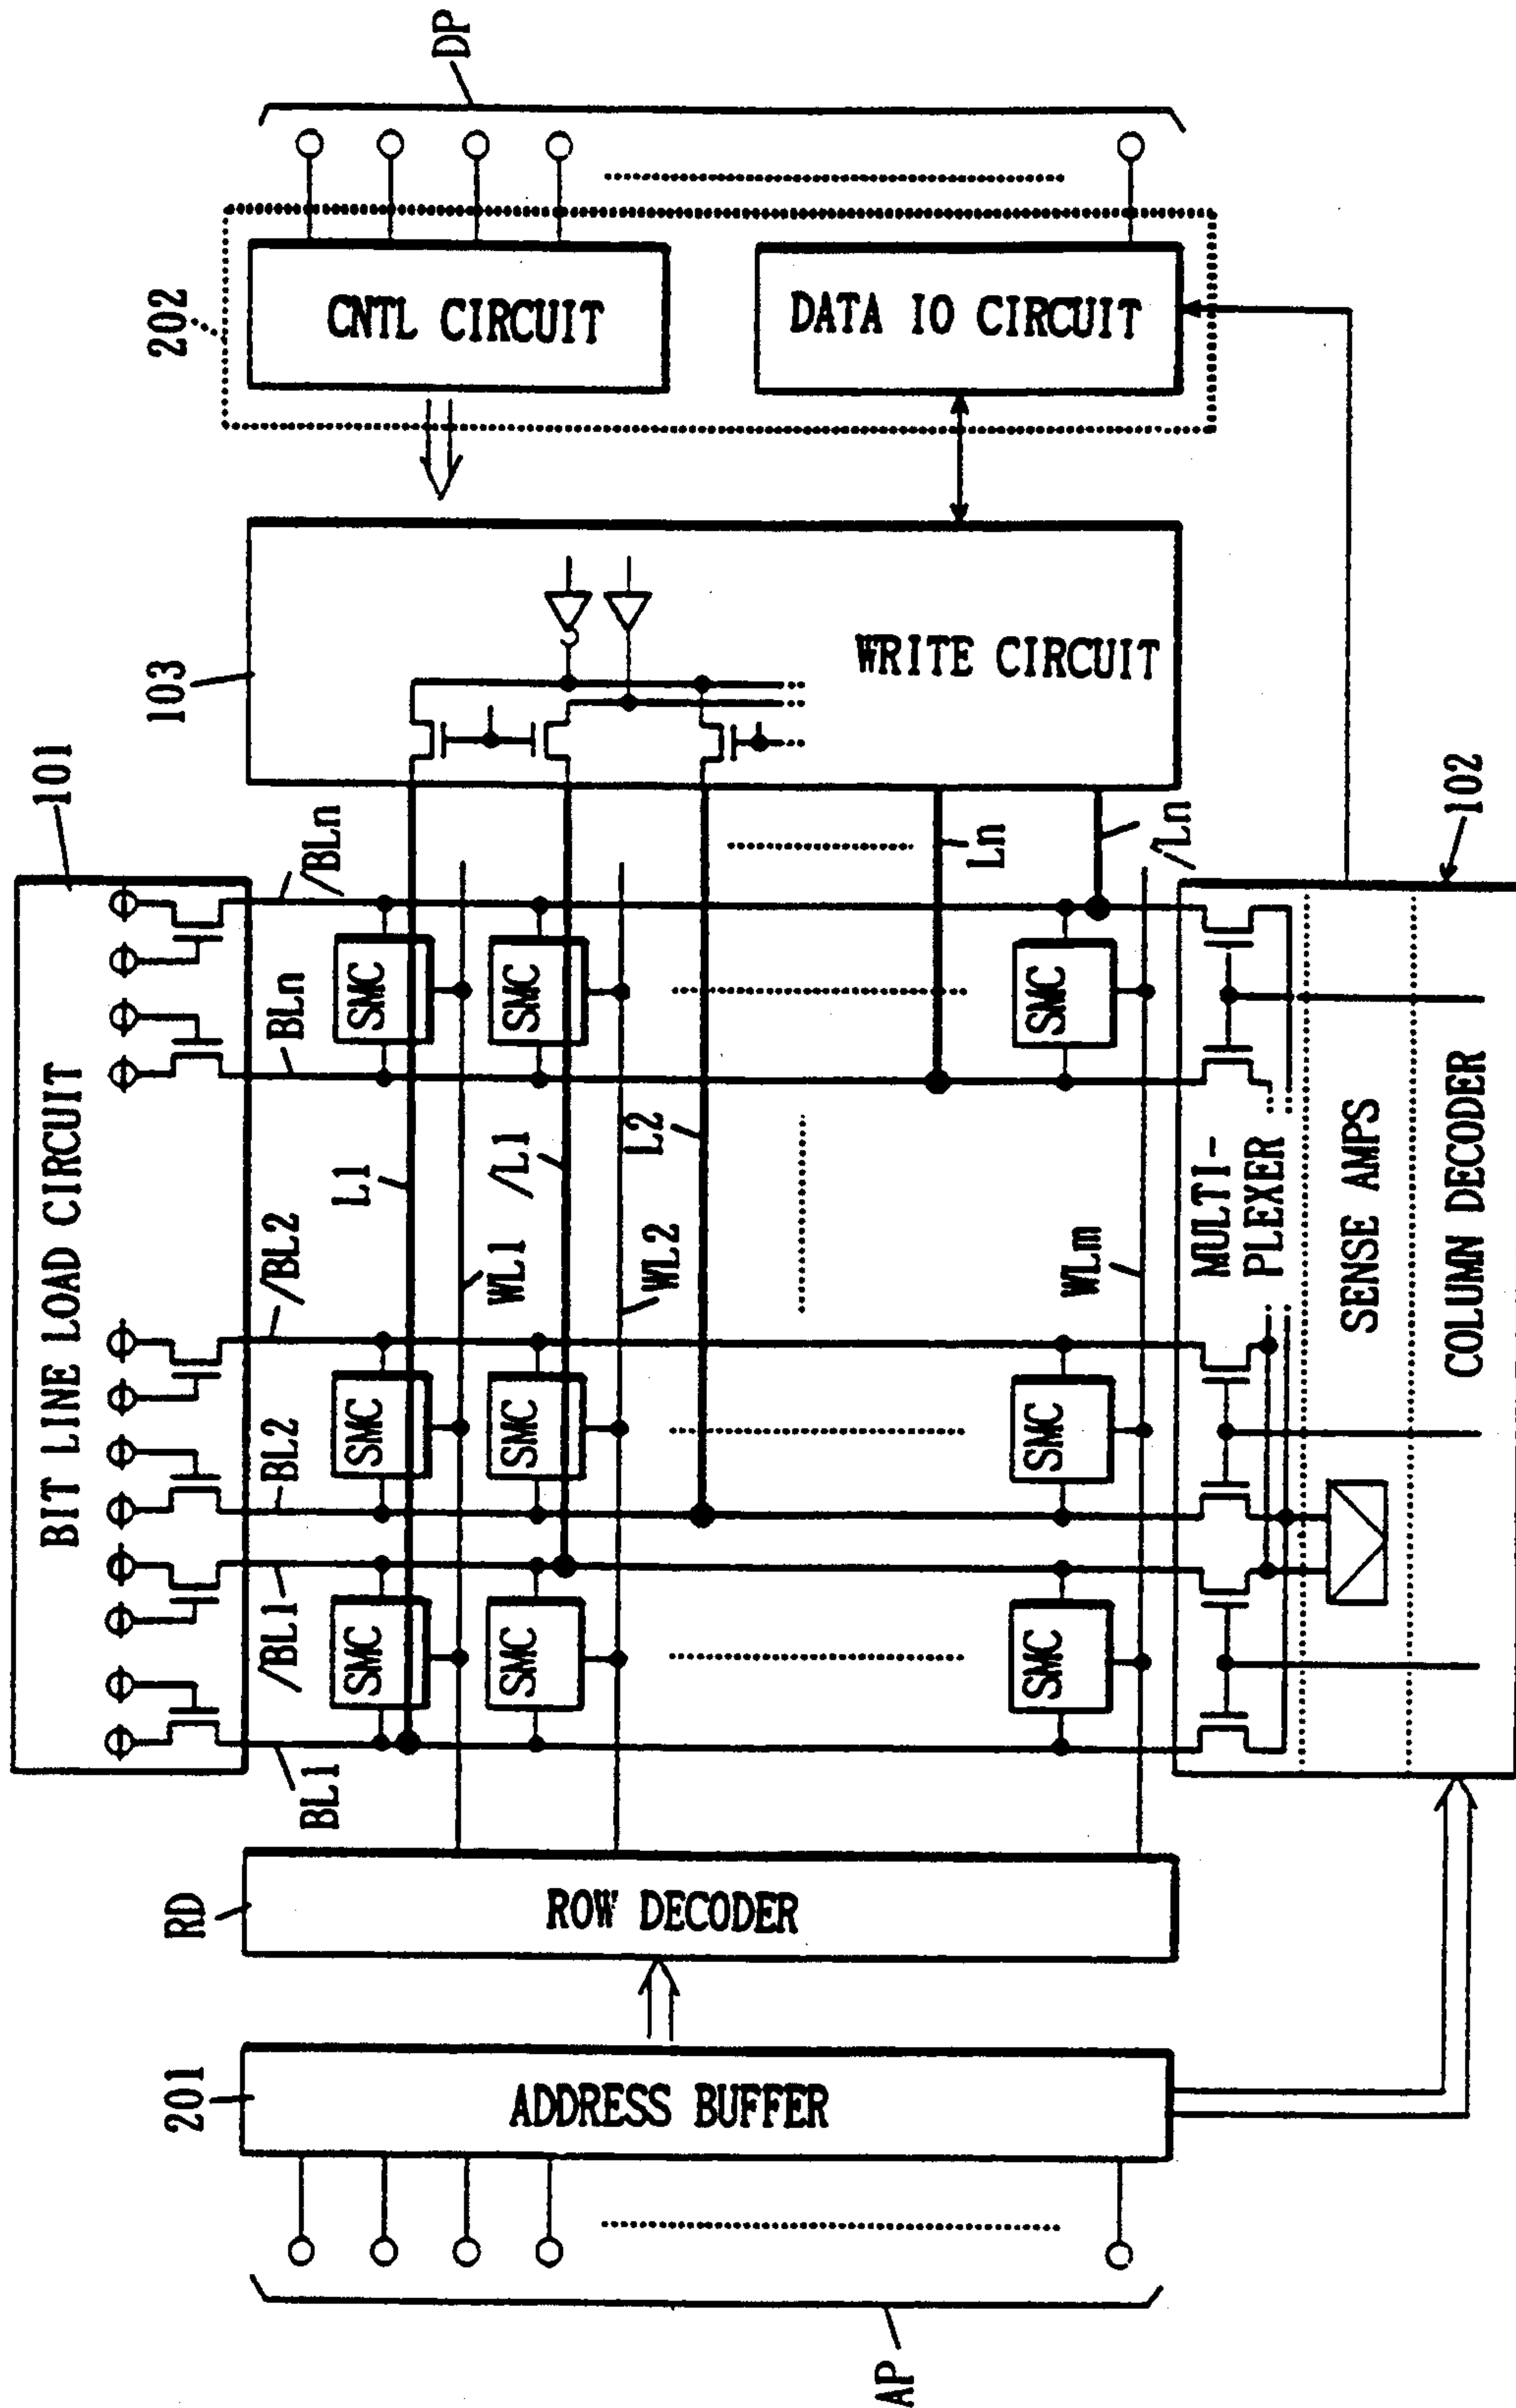 BIT LINE LOAD CIRCUIT
101
201
RD
103
202
BL1
/BL1
BL2
/BL2
BLn
/BLn
SMC
SMC
L1
SMC
DP
CNTL CIRCUIT
SMC
SMC
WL1
/L1
SMC
ADDRESS BUFFER
ROW DECODER
WL2
L2
AP
DATA IO CIRCUIT
WRITE CIRCUIT
Ln
SMC
SMC
WLm
SMC
/Ln
MULTI-
PLEXER
SENSE AMPS
COLUMN DECODER
102